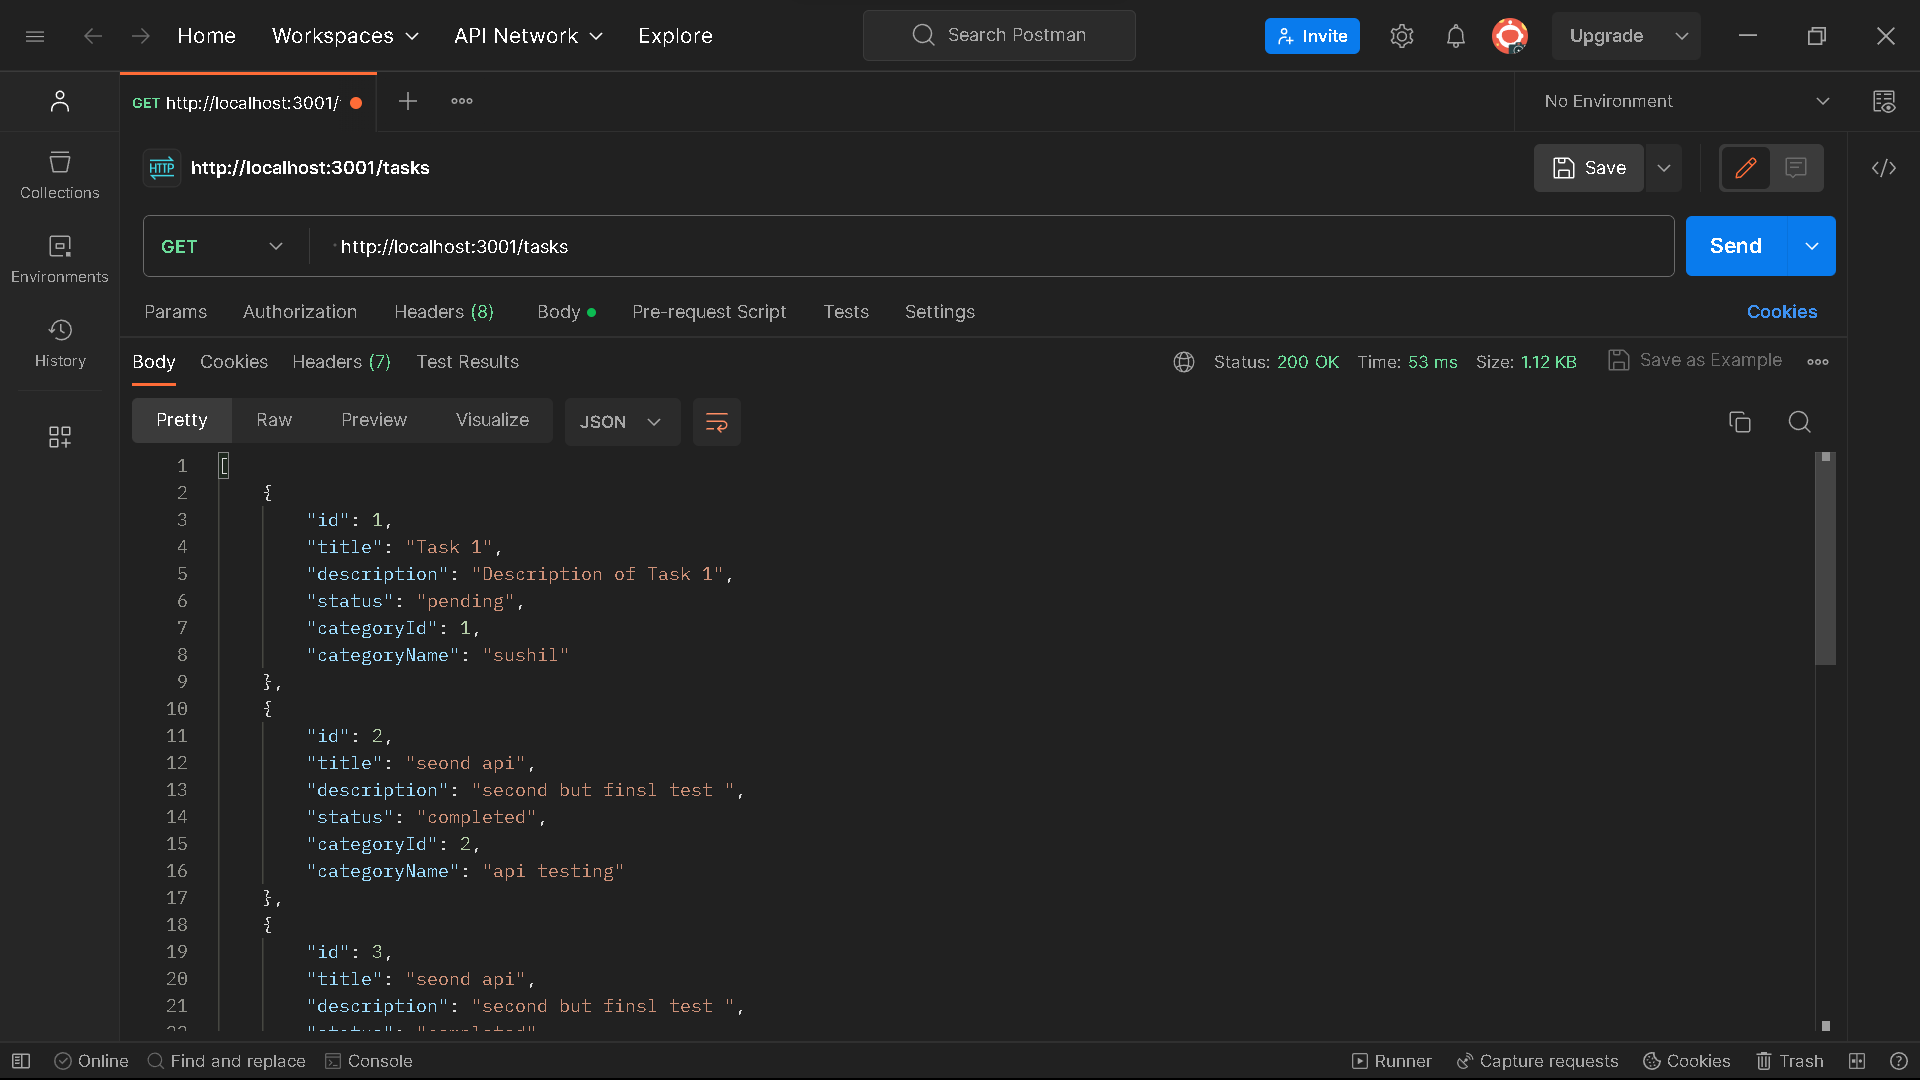 Home Workspaces API Network Explore Search Postman Invite Upgrade
GET http://localhost:3001/ No Environment
HTTP http://localhost:3001/tasks Save
Collections
GET http://localhost:3001/tasks Send
Environments
Params Authorization Headers (8) Body Pre-request Script Tests Settings Cookies
History
Body Cookies Headers (7) Test Results Status: 200 OK Time: 53 ms Size: 1.12 KB Save as Example
Pretty Raw Preview Visualize JSON
1 [
2 {
3 "id": 1,
4 "title": "Task 1",
5 "description": "Description of Task 1",
6 "status": "pending",
7 "categoryId": 1,
8 "categoryName": "sushil"
9 },
10 {
11 "id": 2,
12 "title": "seond api",
13 "description": "second but finsl test ",
14 "status": "completed",
15 "categoryId": 2,
16 "categoryName": "api testing"
17 },
18 {
19 "id": 3,
20 "title": "seond api",
21 "description": "second but finsl test ",
Online Find and replace Console Runner Capture requests Cookies Trash